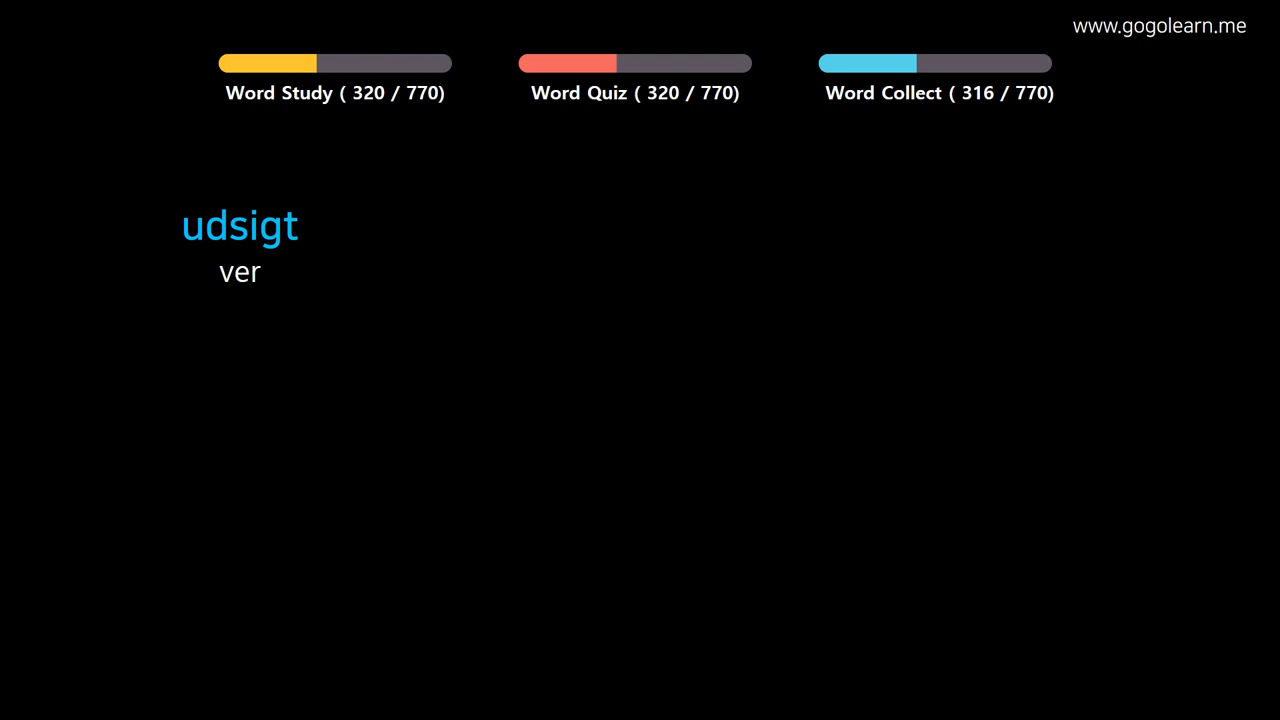 www.gogolearn.me
Word Study ( 320 / 770)
Word Quiz ( 320 / 770)
Word Collect ( 316 / 770)
udsigt
ver